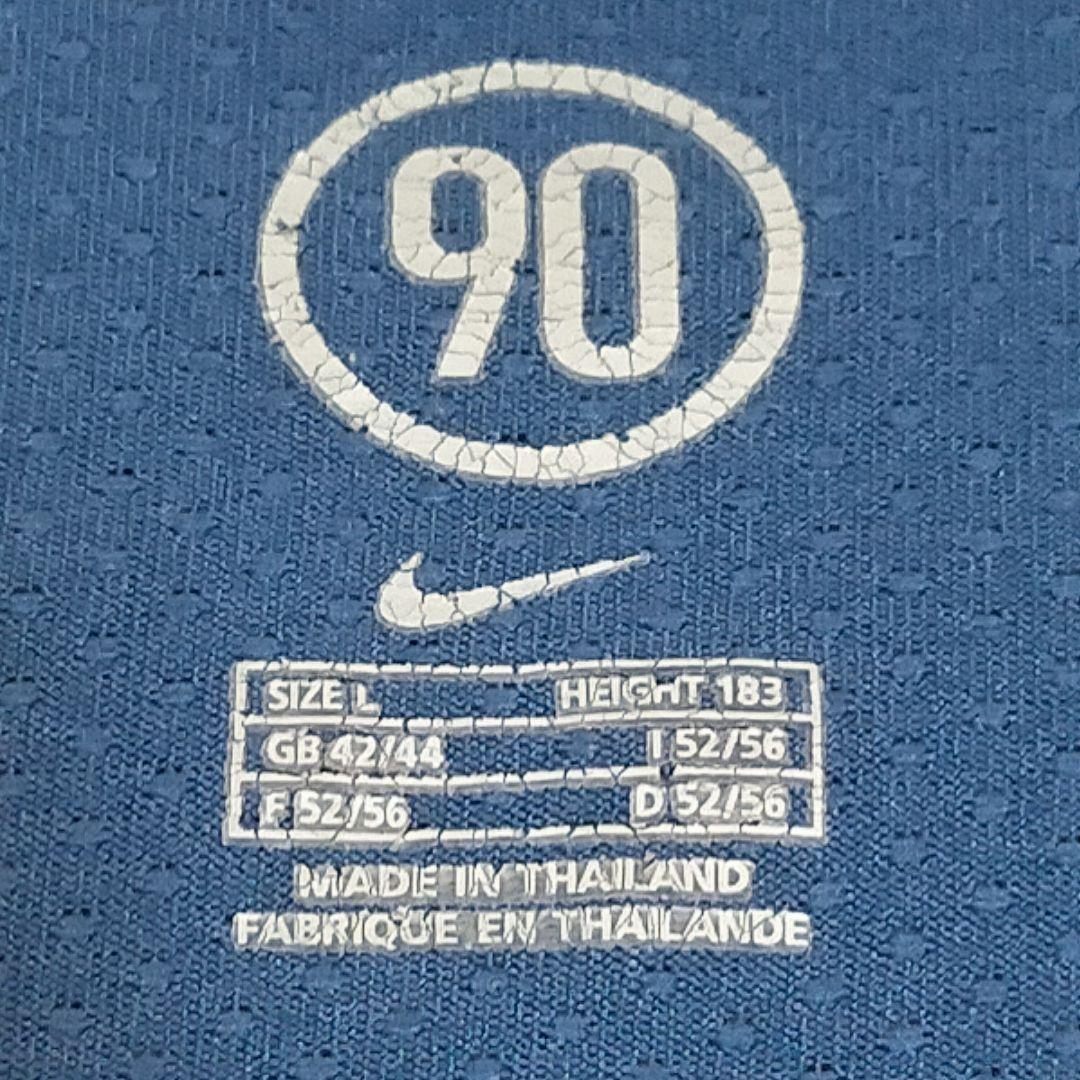 90
SIZE L HEIGHT 183
GB 42/44 I 52/56
F 52/56 D 52/56
MADE IN THAILAND
FABRIQUE EN THAILANDE